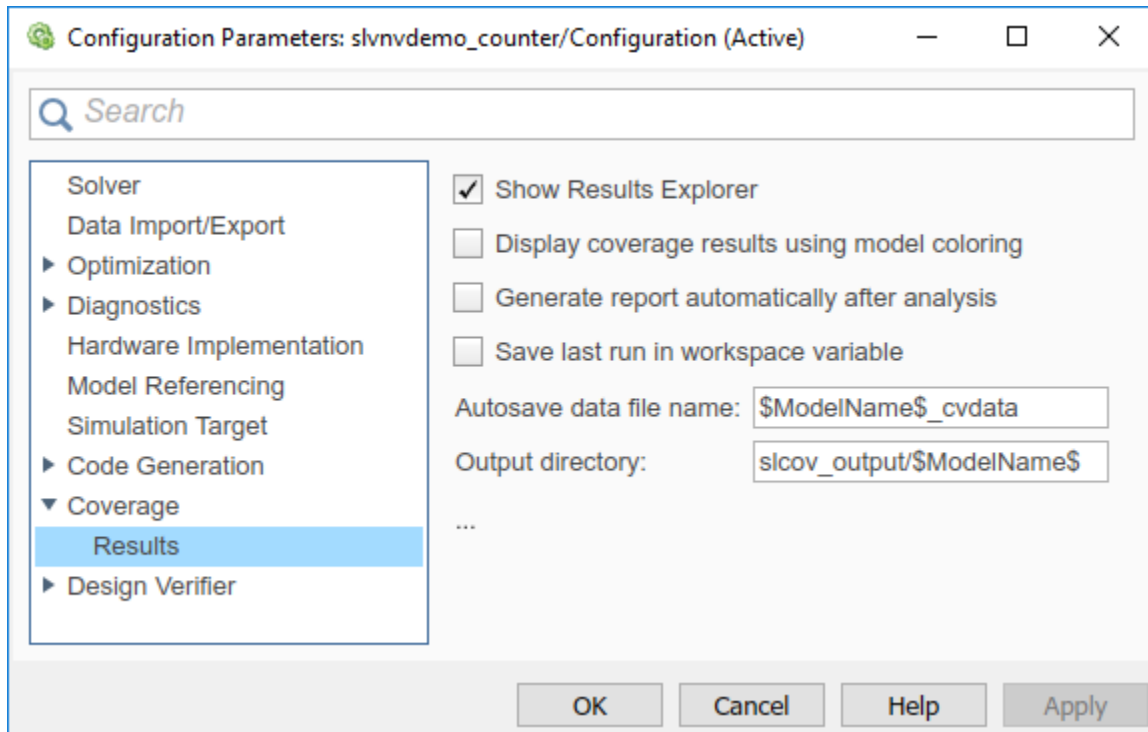 Configuration Parameters: slvnvdemo_counter/Configuration (Active)
Search
Solver
Data Import/Export
Optimization
Diagnostics
Hardware Implementation
Model Referencing
Simulation Target
Code Generation
Coverage
Results
Design Verifier
Show Results Explorer
Display coverage results using model coloring
Generate report automatically after analysis
Save last run in workspace variable
Autosave data file name: $ModelName$_cvdata
Output directory: slcov_output/$ModelName$
...
OK Cancel Help Apply